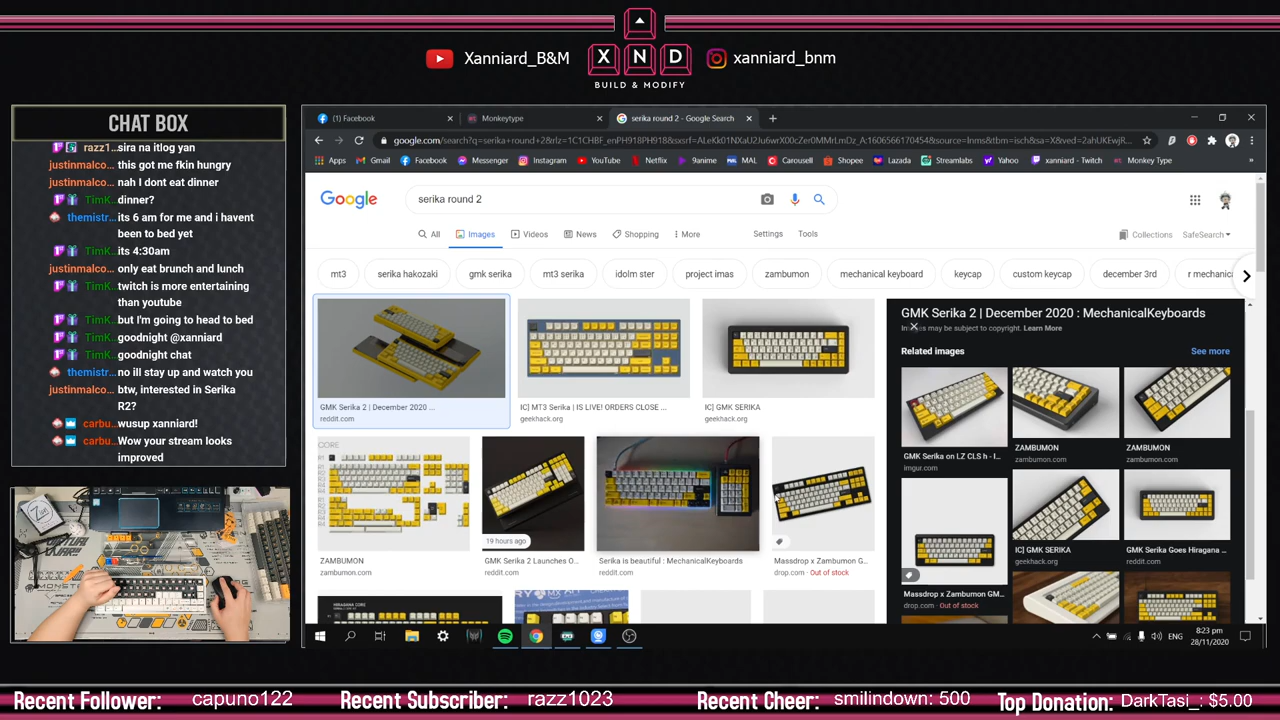 Xanniard_B&M
X N D
BUILD & MODIFY
xanniard_bnm
CHAT BOX
razz1... sira na itlog yan
justinmalco... this got me fkin hungry
justinmalco... nah I dont eat dinner
TimK... dinner?
themistr... its 6 am for me and i havent
been to bed yet
TimK... its 4:30am
justinmalco... only eat brunch and lunch
TimK... twitch is more entertaining
than youtube
TimK... but I'm going to head to bed
TimK... goodnight @xanniard
TimK... goodnight chat
themistr... no ill stay up and watch you
justinmalco... btw, interested in Serika
R2?
carbu... wusup xanniard!
carbu... Wow your stream looks
improved
(1) Facebook
Monkeytype
serika round 2 - Google Search
Apps Gmail Facebook Messenger Instagram YouTube Netflix 9anime MAL Carousell Shopee Lazada Streamlabs Yahoo xanniard - Twitch Monkey Type
Google
serika round 2
All Images Videos News Shopping More Settings Tools
Collections SafeSearch
mt3 serika hakozaki gmk serika mt3 serika idolm ster project imas zambumon mechanical keyboard keycap custom keycap december 3rd r mechanica
GMK Serika 2 | December 2020 ...
reddit.com
IC] MT3 Serika | IS LIVE! ORDERS CLOSE ...
geekhack.org
IC] GMK SERIKA
geekhack.org
CORE
ZAMBUMON
zambumon.com
19 hours ago
GMK Serika 2 Launches O...
reddit.com
Serika is beautiful : MechanicalKeyboards
reddit.com
Massdrop x Zambumon G...
drop.com · Out of stock
HIRAGANA CORE
GMK Serika 2 | December 2020 : MechanicalKeyboards
Images may be subject to copyright. Learn More
Related images
See more
GMK Serika on LZ CLS h - I...
imgur.com
ZAMBUMON
zambumon.com
ZAMBUMON
zambumon.com
Massdrop x Zambumon GM...
drop.com · Out of stock
IC] GMK SERIKA
geekhack.org
GMK Serika Goes Hiragana ...
reddit.com
ENG
8:23 pm
28/11/2020
Recent Follower: capuno122
Recent Subscriber: razz1023
Recent Cheer: smilindown: 500
Top Donation: DarkTasi_: $5.00